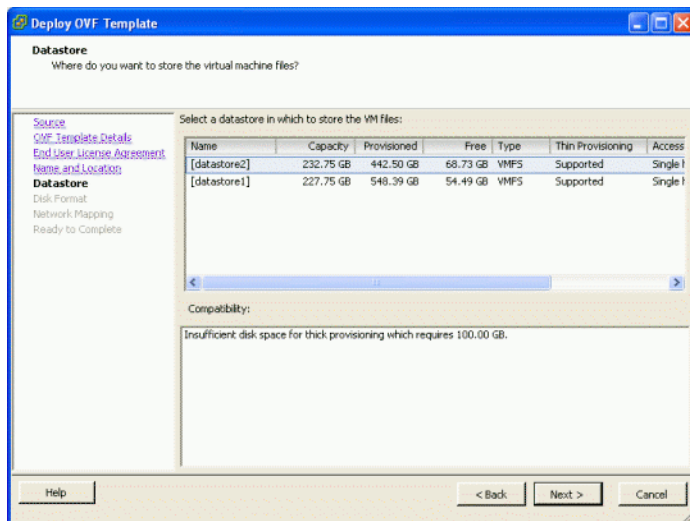 Deploy OVF Template
Datastore
Where do you want to store the virtual machine files?
Source
OVF Template Details
End User License Agreement
Name and Location
Datastore
Disk Format
Network Mapping
Ready to Complete
Select a datastore in which to store the VM files:
Name Capacity Provisioned Free Type Thin Provisioning Access
[datastore2] 232.75 GB 442.50 GB 68.73 GB VMFS Supported Single h
[datastore1] 227.75 GB 548.39 GB 54.49 GB VMFS Supported Single h
Compatibility:
Insufficient disk space for thick provisioning which requires 100.00 GB.
Help < Back Next > Cancel